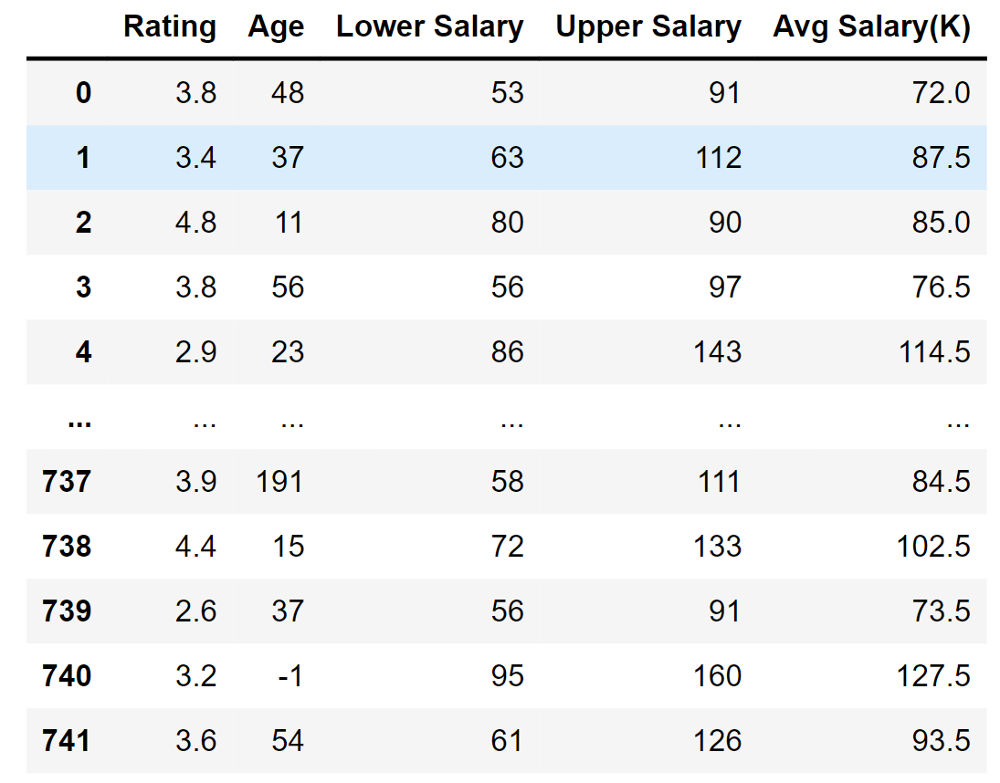 Rating Age Lower Salary Upper Salary Avg Salary(K)
0 3.8 48 53 91 72.0
1 3.4 37 63 112 87.5
2 4.8 11 80 90 85.0
3 3.8 56 56 97 76.5
4 2.9 23 86 143 114.5
... ... ... ... ... ...
737 3.9 191 58 111 84.5
738 4.4 15 72 133 102.5
739 2.6 37 56 91 73.5
740 3.2 -1 95 160 127.5
741 3.6 54 61 126 93.5